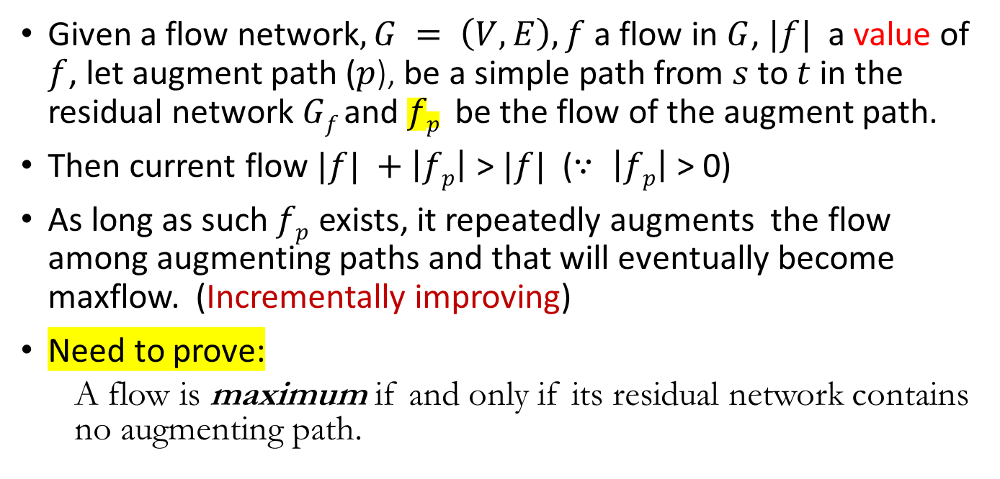 • Given a flow network, G = (V, E), f a flow in G, |f| a value of
f, let augment path (p), be a simple path from s to t in the
residual network G_f and f_p be the flow of the augment path.
• Then current flow |f| + |f_p| > |f| (∵ |f_p| > 0)
• As long as such f_p exists, it repeatedly augments the flow
among augmenting paths and that will eventually become
maxflow. (Incrementally improving)
• Need to prove:
A flow is maximum if and only if its residual network contains
no augmenting path.